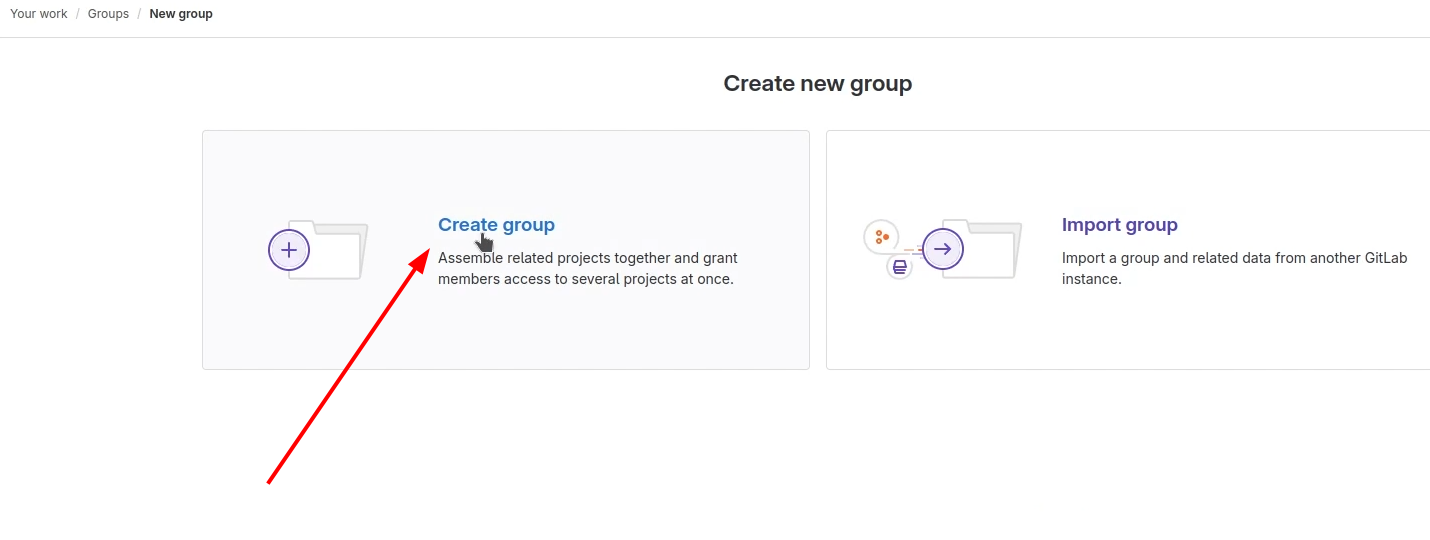 Your work / Groups / New group
Create new group
Create group
Assemble related projects together and grant
members access to several projects at once.
Import group
Import a group and related data from another GitLab
instance.